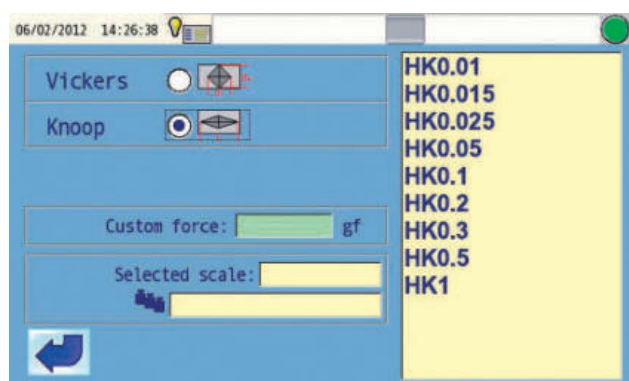 06/02/2012 14:26:38
Vickers
Knoop
Custom force: gf
Selected scale:
HK0.01
HK0.015
HK0.025
HK0.05
HK0.1
HK0.2
HK0.3
HK0.5
HK1